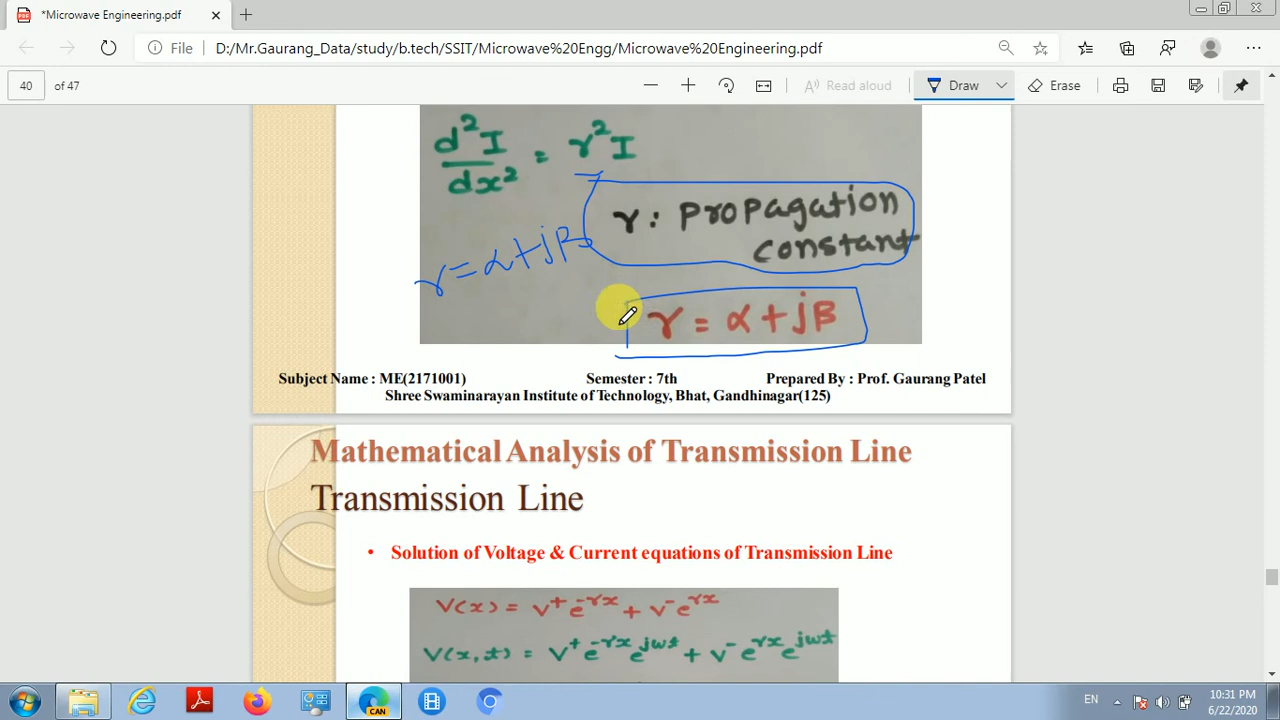 *Microwave Engineering.pdf
File D:/Mr.Gaurang_Data/study/b.tech/SSIT/Microwave%20Engg/Microwave%20Engineering.pdf
40 of 47 Read aloud Draw Erase
d²I/dx² = γ²I
γ : Propagation
constant
γ = α + jβ
γ = α + jβ
Subject Name : ME(2171001) Semester : 7th Prepared By : Prof. Gaurang Patel
Shree Swaminarayan Institute of Technology, Bhat, Gandhinagar(125)
Mathematical Analysis of Transmission Line
Transmission Line
• Solution of Voltage & Current equations of Transmission Line
V(x) = V⁺e^-γx + V⁻e^γx
V(x,t) = V⁺e^-γx e^jωt + V⁻e^γx e^jωt
CAN
EN
10:31 PM
6/22/2020